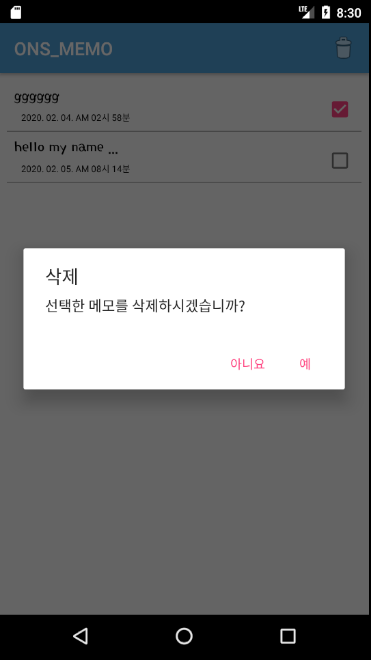 LTE 8:30
ONS_MEMO
gggggg
2020. 02. 04. AM 02시 58분
hello my name ...
2020. 02. 05. AM 08시 14분
삭제
선택한 메모를 삭제하시겠습니까?
아니요 예